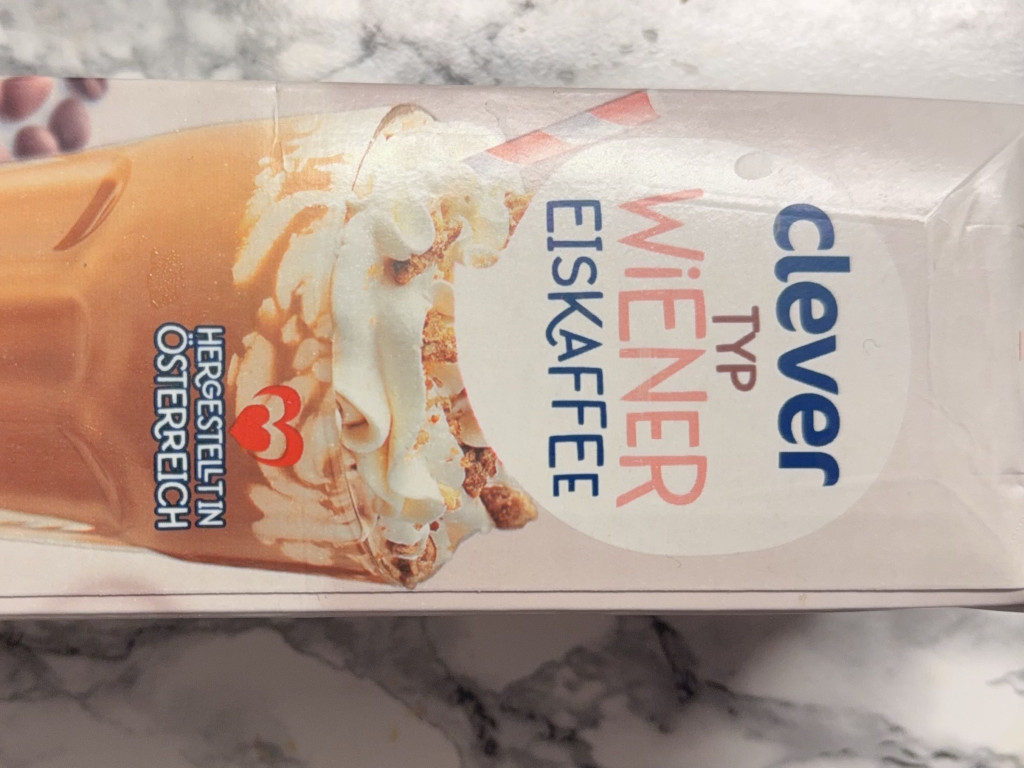 clever
TYP
WiENER
EISKAFFEE
HERGESTELLT IN
ÖSTERREICH